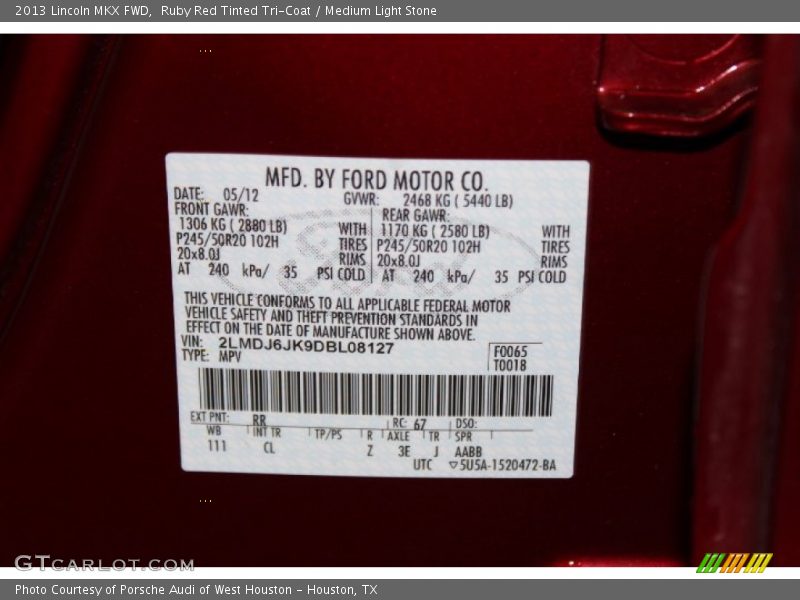 2013 Lincoln MKX FWD,  Ruby Red Tinted Tri-Coat / Medium Light Stone
MFD. BY FORD MOTOR CO.
DATE: 05/12 GVWR: 2468 KG ( 5440 LB)
FRONT GAWR: REAR GAWR:
1306 KG ( 2880 LB) WITH 1170 KG ( 2580 LB) WITH
P245/50R20 102H TIRES P245/50R20 102H TIRES
20x8.0J RIMS 20x8.0J RIMS
AT 240 kPa/ 35 PSI COLD AT 240 kPa/ 35 PSI COLD
THIS VEHICLE CONFORMS TO ALL APPLICABLE FEDERAL MOTOR
VEHICLE SAFETY AND THEFT PREVENTION STANDARDS IN
EFFECT ON THE DATE OF MANUFACTURE SHOWN ABOVE.
VIN: 2LMDJ6JK9DBL08127 F0065
TYPE: MPV T0018
EXT PNT: RR RC: 67 DSO:
WB INT TR TP/PS R AXLE TR SPR
111 CL Z 3E J AABB
UTC ▽5U5A-1520472-BA
GTCARLOT.COM
Photo Courtesy of Porsche Audi of West Houston - Houston, TX